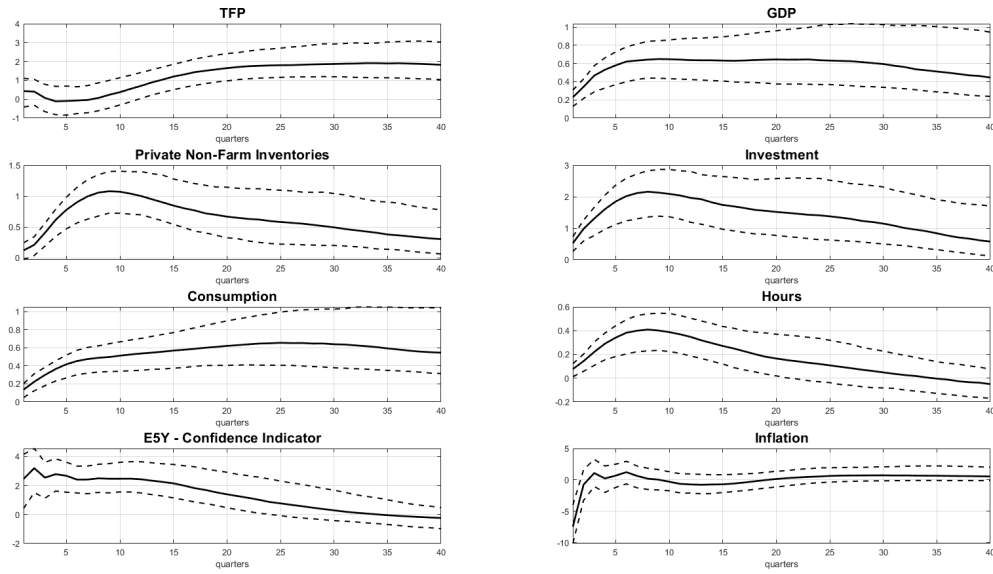 TFP
4
3
2
1
0
-1
5 10 15 20 25 30 35 40
quarters
GDP
1
0.8
0.6
0.4
0.2
0
5 10 15 20 25 30 35 40
quarters
Private Non-Farm Inventories
1.5
1
0.5
0
5 10 15 20 25 30 35 40
quarters
Investment
3
2
1
0
5 10 15 20 25 30 35 40
quarters
Consumption
1
0.8
0.6
0.4
0.2
0
5 10 15 20 25 30 35 40
quarters
Hours
0.6
0.4
0.2
0
-0.2
5 10 15 20 25 30 35 40
quarters
E5Y - Confidence Indicator
4
2
0
-2
5 10 15 20 25 30 35 40
quarters
Inflation
5
0
-5
-10
5 10 15 20 25 30 35 40
quarters